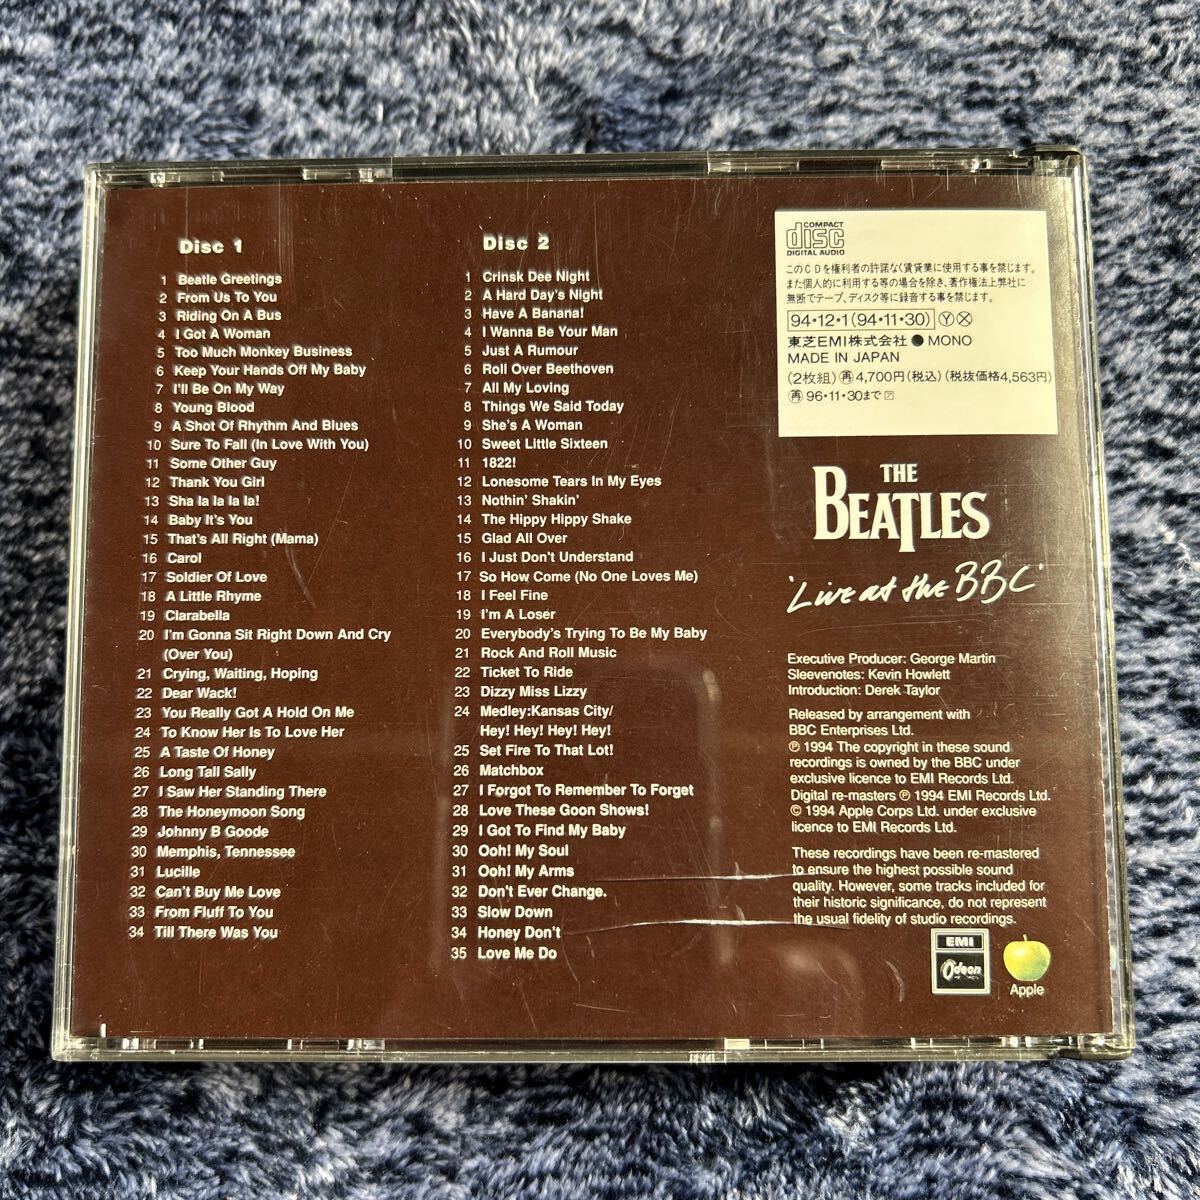 Disc 1
1 Beatle Greetings
2 From Us To You
3 Riding On A Bus
4 I Got A Woman
5 Too Much Monkey Business
6 Keep Your Hands Off My Baby
7 I'll Be On My Way
8 Young Blood
9 A Shot Of Rhythm And Blues
10 Sure To Fall (In Love With You)
11 Some Other Guy
12 Thank You Girl
13 Sha la la la la!
14 Baby It's You
15 That's All Right (Mama)
16 Carol
17 Soldier Of Love
18 A Little Rhyme
19 Clarabella
20 I'm Gonna Sit Right Down And Cry
(Over You)
21 Crying, Waiting, Hoping
22 Dear Wack!
23 You Really Got A Hold On Me
24 To Know Her Is To Love Her
25 A Taste Of Honey
26 Long Tall Sally
27 I Saw Her Standing There
28 The Honeymoon Song
29 Johnny B Goode
30 Memphis, Tennessee
31 Lucille
32 Can't Buy Me Love
33 From Fluff To You
34 Till There Was You
Disc 2
1 Crinsk Dee Night
2 A Hard Day's Night
3 Have A Banana!
4 I Wanna Be Your Man
5 Just A Rumour
6 Roll Over Beethoven
7 All My Loving
8 Things We Said Today
9 She's A Woman
10 Sweet Little Sixteen
11 1822!
12 Lonesome Tears In My Eyes
13 Nothin' Shakin'
14 The Hippy Hippy Shake
15 Glad All Over
16 I Just Don't Understand
17 So How Come (No One Loves Me)
18 I Feel Fine
19 I'm A Loser
20 Everybody's Trying To Be My Baby
21 Rock And Roll Music
22 Ticket To Ride
23 Dizzy Miss Lizzy
24 Medley:Kansas City/
Hey! Hey! Hey! Hey!
25 Set Fire To That Lot!
26 Matchbox
27 I Forgot To Remember To Forget
28 Love These Goon Shows!
29 I Got To Find My Baby
30 Ooh! My Soul
31 Ooh! My Arms
32 Don't Ever Change.
33 Slow Down
34 Honey Don't
35 Love Me Do
COMPACT
disc
DIGITAL AUDIO
このCDを権利者の許諾なく賃貸業に使用する事を禁じます。
また個人的に利用する等の場合を除き、著作権法上弊社に
無断でテープ、ディスク等に録音する事を禁じます。
94・12・1(94・11・30) Ⓨ Ⓧ
東芝EMI株式会社 ● MONO
MADE IN JAPAN
(2枚組) ㊐ 4,700円(税込) (税抜価格4,563円)
96・11・30まで
THE
BEATLES
'Live at the BBC'
Executive Producer: George Martin
Sleevenotes: Kevin Howlett
Introduction: Derek Taylor
Released by arrangement with
BBC Enterprises Ltd.
℗ 1994 The copyright in these sound
recordings is owned by the BBC under
exclusive licence to EMI Records Ltd.
Digital re-masters ℗ 1994 EMI Records Ltd.
© 1994 Apple Corps Ltd. under exclusive
licence to EMI Records Ltd.
These recordings have been re-mastered
to ensure the highest possible sound
quality. However, some tracks included for
their historic significance, do not represent
the usual fidelity of studio recordings.
EMI
Odeon
Apple